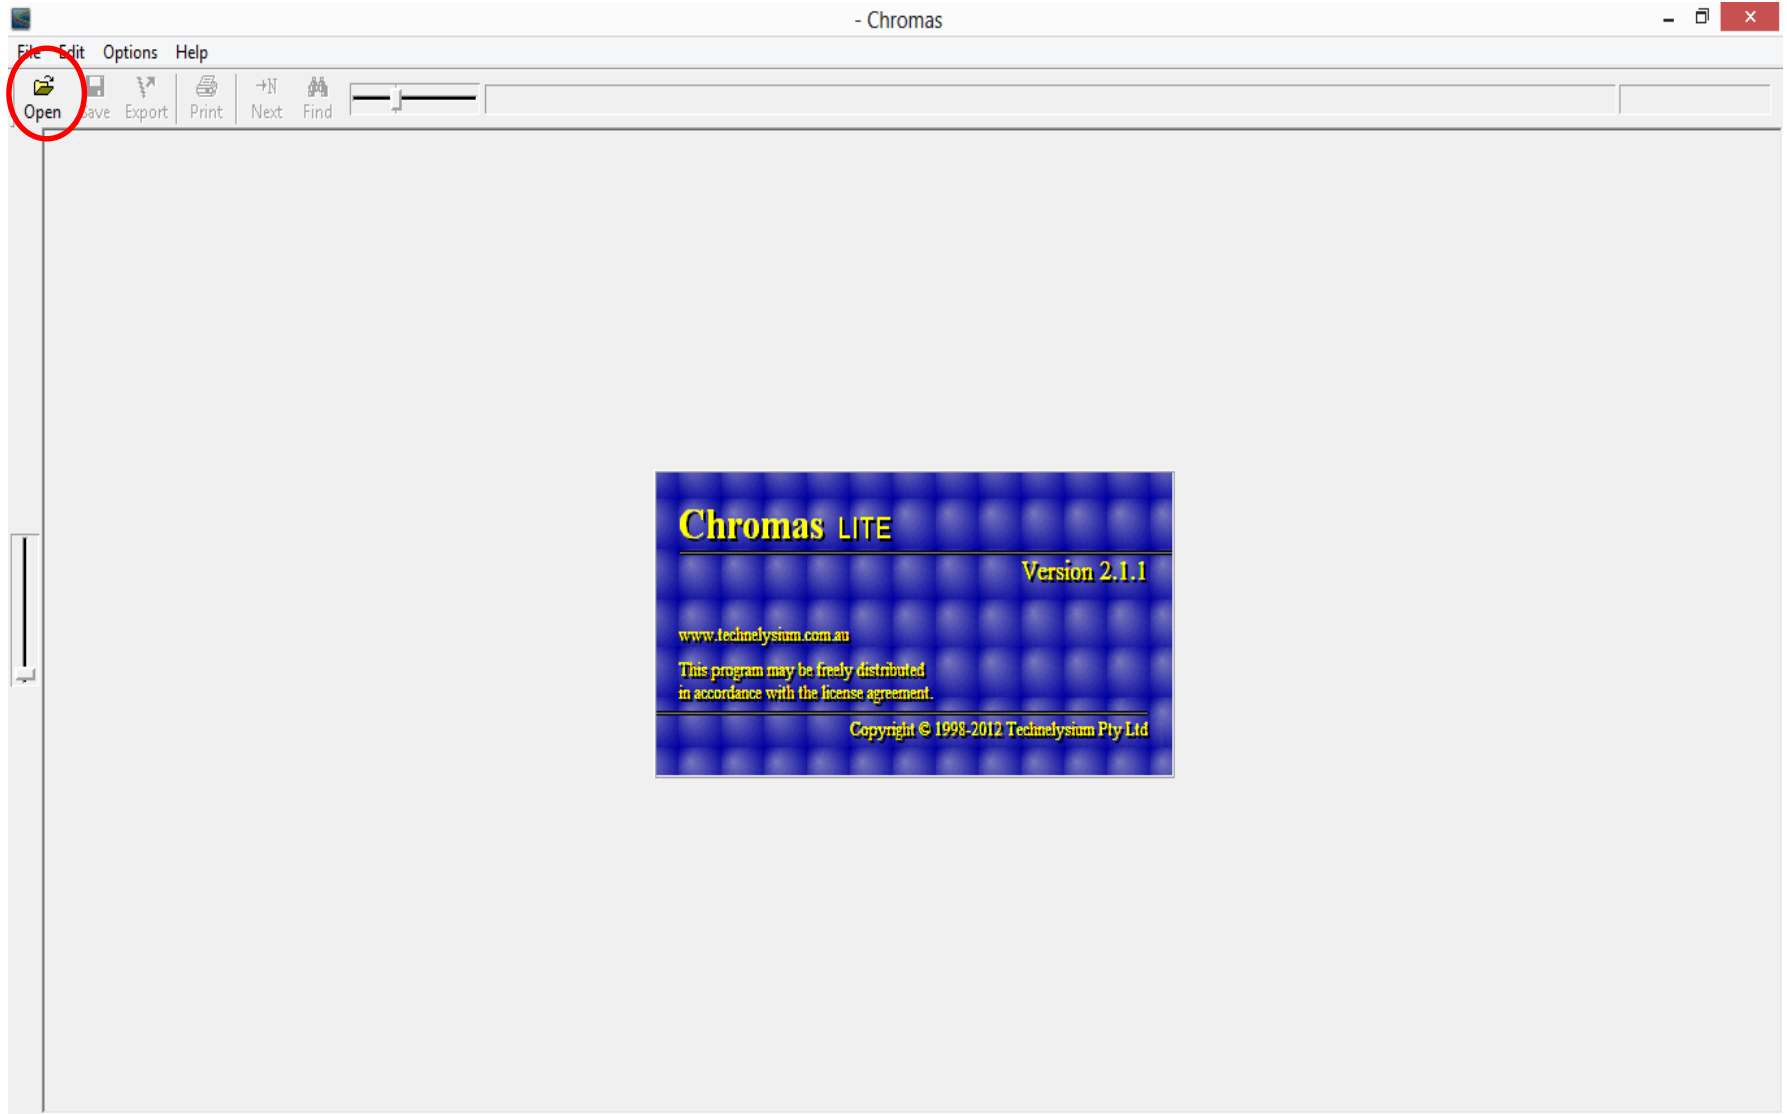 - Chromas
File Edit Options Help
Open Save Export Print →N Next Find
Chromas LITE
Version 2.1.1
www.technelysium.com.au
This program may be freely distributed
in accordance with the license agreement.
Copyright © 1998-2012 Technelysium Pty Ltd